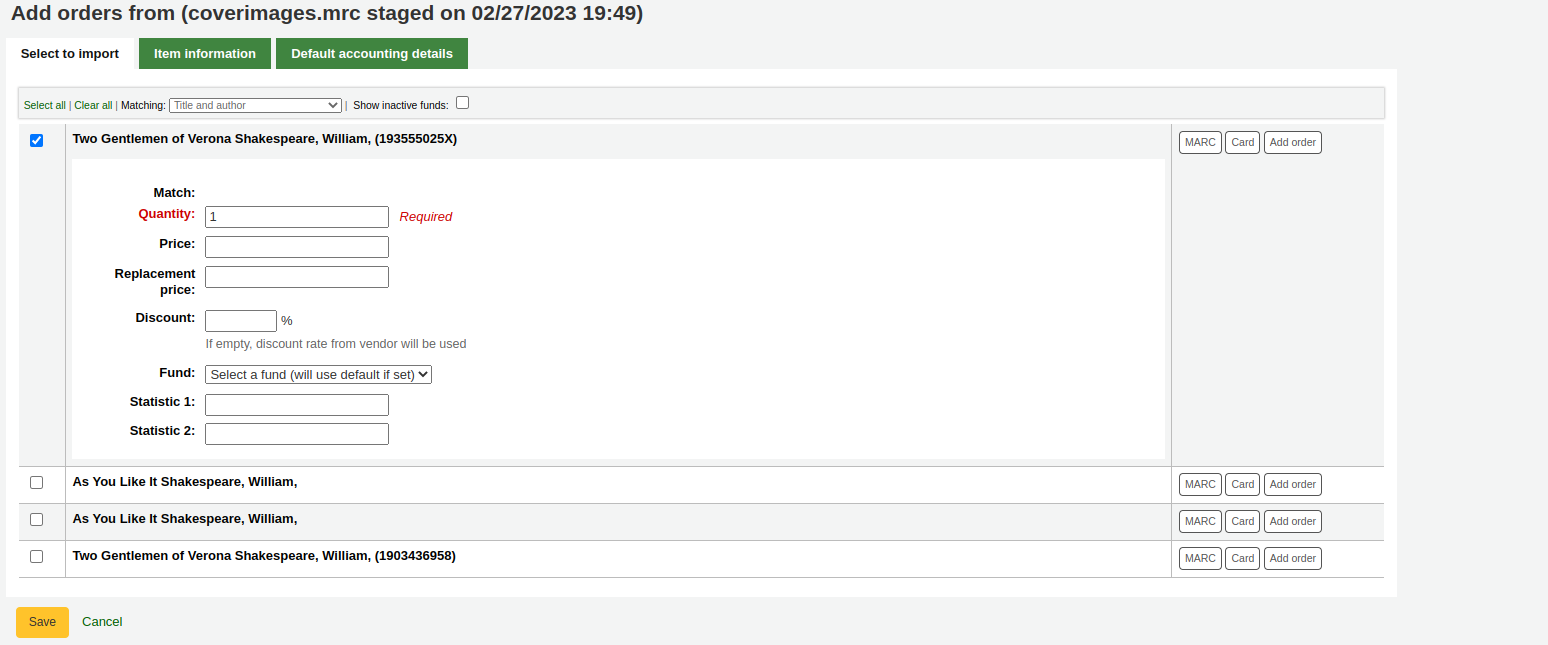 Add orders from (coverimages.mrc staged on 02/27/2023 19:49)
Select to import Item information Default accounting details
Select all | Clear all | Matching: Title and author | Show inactive funds:
Two Gentlemen of Verona Shakespeare, William, (193555025X) MARC Card Add order
Match:
Quantity: 1 Required
Price:
Replacement
price:
Discount: %
If empty, discount rate from vendor will be used
Fund: Select a fund (will use default if set)
Statistic 1:
Statistic 2:
As You Like It Shakespeare, William, MARC Card Add order
As You Like It Shakespeare, William, MARC Card Add order
Two Gentlemen of Verona Shakespeare, William, (1903436958) MARC Card Add order
Save Cancel